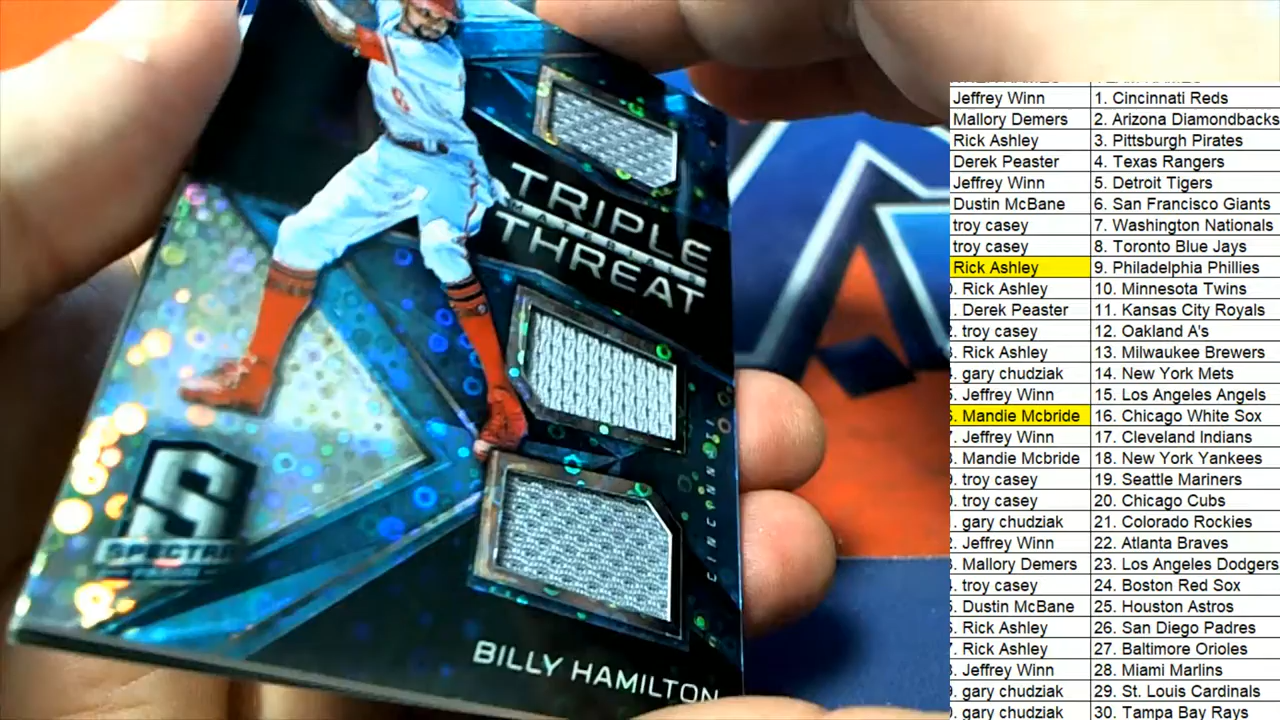 TRIPLE
MATERIALS
THREAT
CINCINNATI
SPECTRA
BILLY HAMILTON
Jeffrey Winn 1. Cincinnati Reds
Mallory Demers 2. Arizona Diamondbacks
Rick Ashley 3. Pittsburgh Pirates
Derek Peaster 4. Texas Rangers
Jeffrey Winn 5. Detroit Tigers
Dustin McBane 6. San Francisco Giants
troy casey 7. Washington Nationals
troy casey 8. Toronto Blue Jays
Rick Ashley 9. Philadelphia Phillies
Rick Ashley 10. Minnesota Twins
Derek Peaster 11. Kansas City Royals
troy casey 12. Oakland A's
Rick Ashley 13. Milwaukee Brewers
gary chudziak 14. New York Mets
Jeffrey Winn 15. Los Angeles Angels
Mandie Mcbride 16. Chicago White Sox
Jeffrey Winn 17. Cleveland Indians
Mandie Mcbride 18. New York Yankees
troy casey 19. Seattle Mariners
troy casey 20. Chicago Cubs
gary chudziak 21. Colorado Rockies
Jeffrey Winn 22. Atlanta Braves
Mallory Demers 23. Los Angeles Dodgers
troy casey 24. Boston Red Sox
Dustin McBane 25. Houston Astros
Rick Ashley 26. San Diego Padres
Rick Ashley 27. Baltimore Orioles
Jeffrey Winn 28. Miami Marlins
gary chudziak 29. St. Louis Cardinals
gary chudziak 30. Tampa Bay Rays